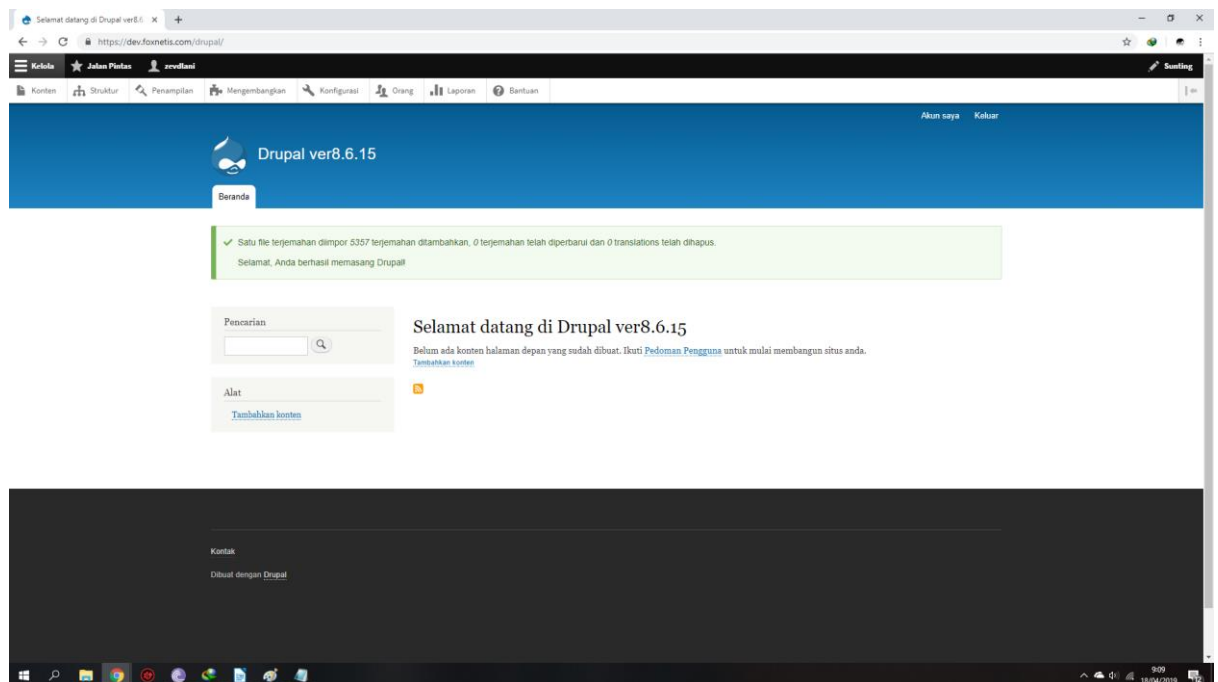 Selamat datang di Drupal ver8.6
https://dev.foxnetis.com/drupal/
Kelola Jalan Pintas zevdlani Sunting
Konten Struktur Penampilan Mengembangkan Konfigurasi Orang Laporan Bantuan
Akun saya Keluar
Drupal ver8.6.15
Beranda
Satu file terjemahan diimpor 5357 terjemahan ditambahkan, 0 terjemahan telah diperbarui dan 0 translations telah dihapus.
Selamat, Anda berhasil memasang Drupal!
Pencarian
Selamat datang di Drupal ver8.6.15
Belum ada konten halaman depan yang sudah dibuat. Ikuti Pedoman Pengguna untuk mulai membangun situs anda.
Tambahkan konten
Alat
Tambahkan konten
Kontak
Dibuat dengan Drupal
9:09
18/04/2019